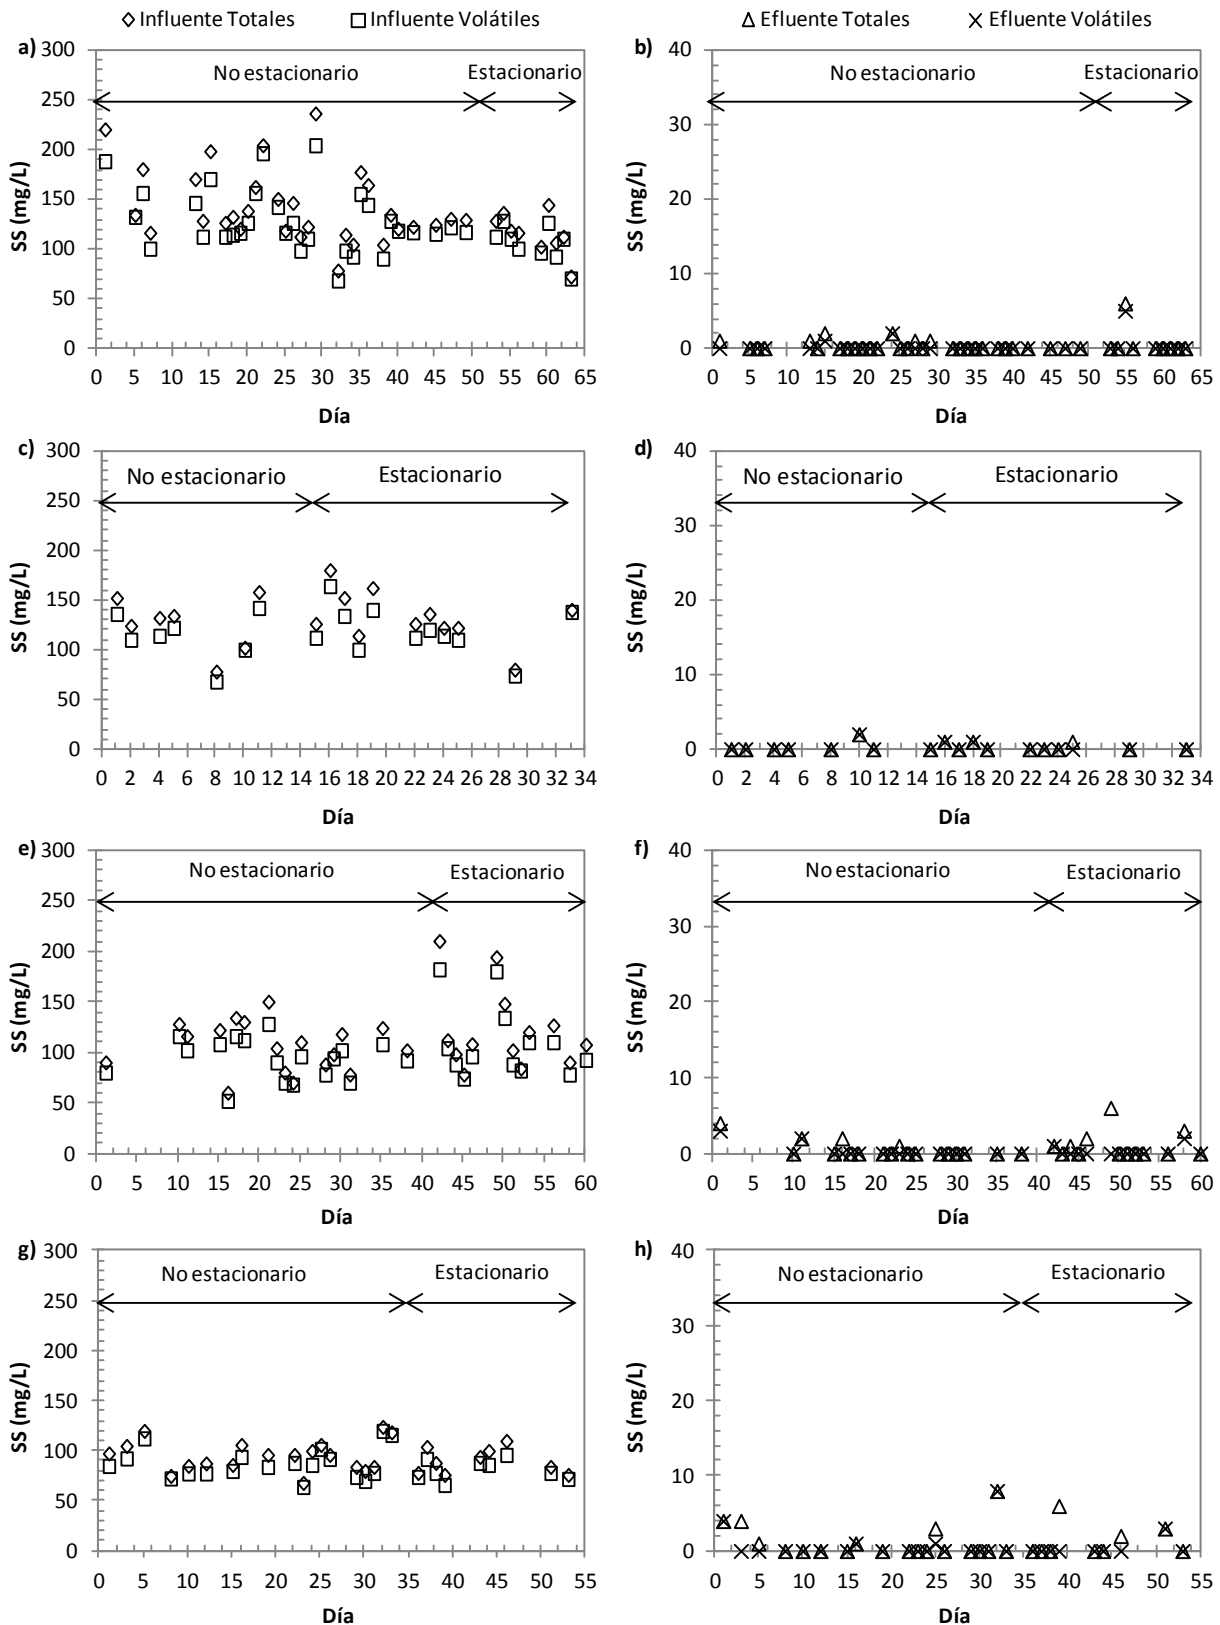 Influente Totales Influente Volátiles Efluente Totales Efluente Volátiles
a) 300 250 200 150 100 50 0
SS (mg/L)
No estacionario Estacionario
0 5 10 15 20 25 30 35 40 45 50 55 60 65
Día
b) 40 30 20 10 0
SS (mg/L)
No estacionario Estacionario
0 5 10 15 20 25 30 35 40 45 50 55 60 65
Día
c) 300 250 200 150 100 50 0
SS (mg/L)
No estacionario Estacionario
0 2 4 6 8 10 12 14 16 18 20 22 24 26 28 30 32 34
Día
d) 40 30 20 10 0
SS (mg/L)
No estacionario Estacionario
0 2 4 6 8 10 12 14 16 18 20 22 24 26 28 30 32 34
Día
e) 300 250 200 150 100 50 0
SS (mg/L)
No estacionario Estacionario
0 5 10 15 20 25 30 35 40 45 50 55 60
Día
f) 40 30 20 10 0
SS (mg/L)
No estacionario Estacionario
0 5 10 15 20 25 30 35 40 45 50 55 60
Día
g) 300 250 200 150 100 50 0
SS (mg/L)
No estacionario Estacionario
0 5 10 15 20 25 30 35 40 45 50 55
Día
h) 40 30 20 10 0
SS (mg/L)
No estacionario Estacionario
0 5 10 15 20 25 30 35 40 45 50 55
Día